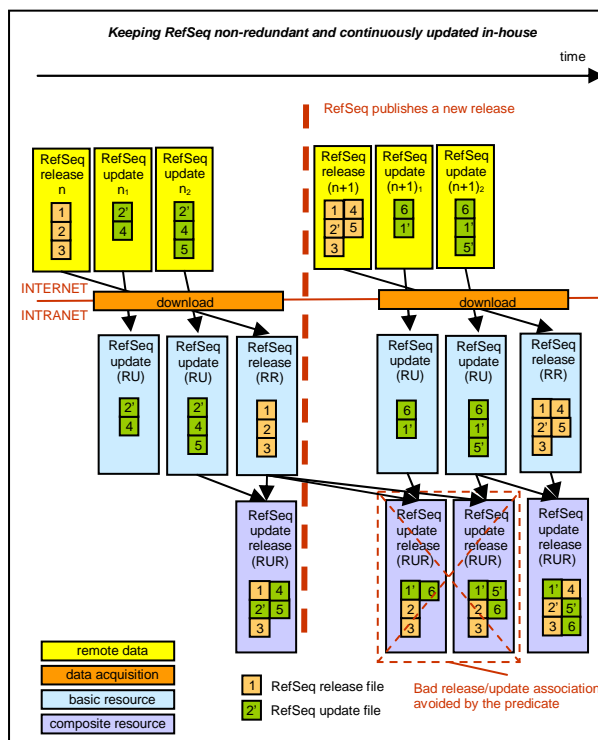 Keeping RefSeq non-redundant and continuously updated in-house
time
RefSeq publishes a new release
RefSeq
release
n
1
2
3
RefSeq
update
n1
2'
4
RefSeq
update
n2
2'
4
5
RefSeq
release
(n+1)
1 4
2' 5
3
RefSeq
update
(n+1)1
6
1'
RefSeq
update
(n+1)2
6
1'
5'
INTERNET
download
download
INTRANET
RefSeq
update
(RU)
2'
4
RefSeq
update
(RU)
2'
4
5
RefSeq
release
(RR)
1
2
3
RefSeq
update
(RU)
6
1'
RefSeq
update
(RU)
6
1'
5'
RefSeq
release
(RR)
1 4
2' 5
3
RefSeq
update
release
(RUR)
1 4
2' 5
3
RefSeq
update
release
(RUR)
1' 6
2
3
RefSeq
update
release
(RUR)
1' 5'
2 6
3
RefSeq
update
release
(RUR)
1' 4
2' 5'
3 6
remote data
data acquisition
basic resource
composite resource
1 RefSeq release file
2' RefSeq update file
Bad release/update association
avoided by the predicate